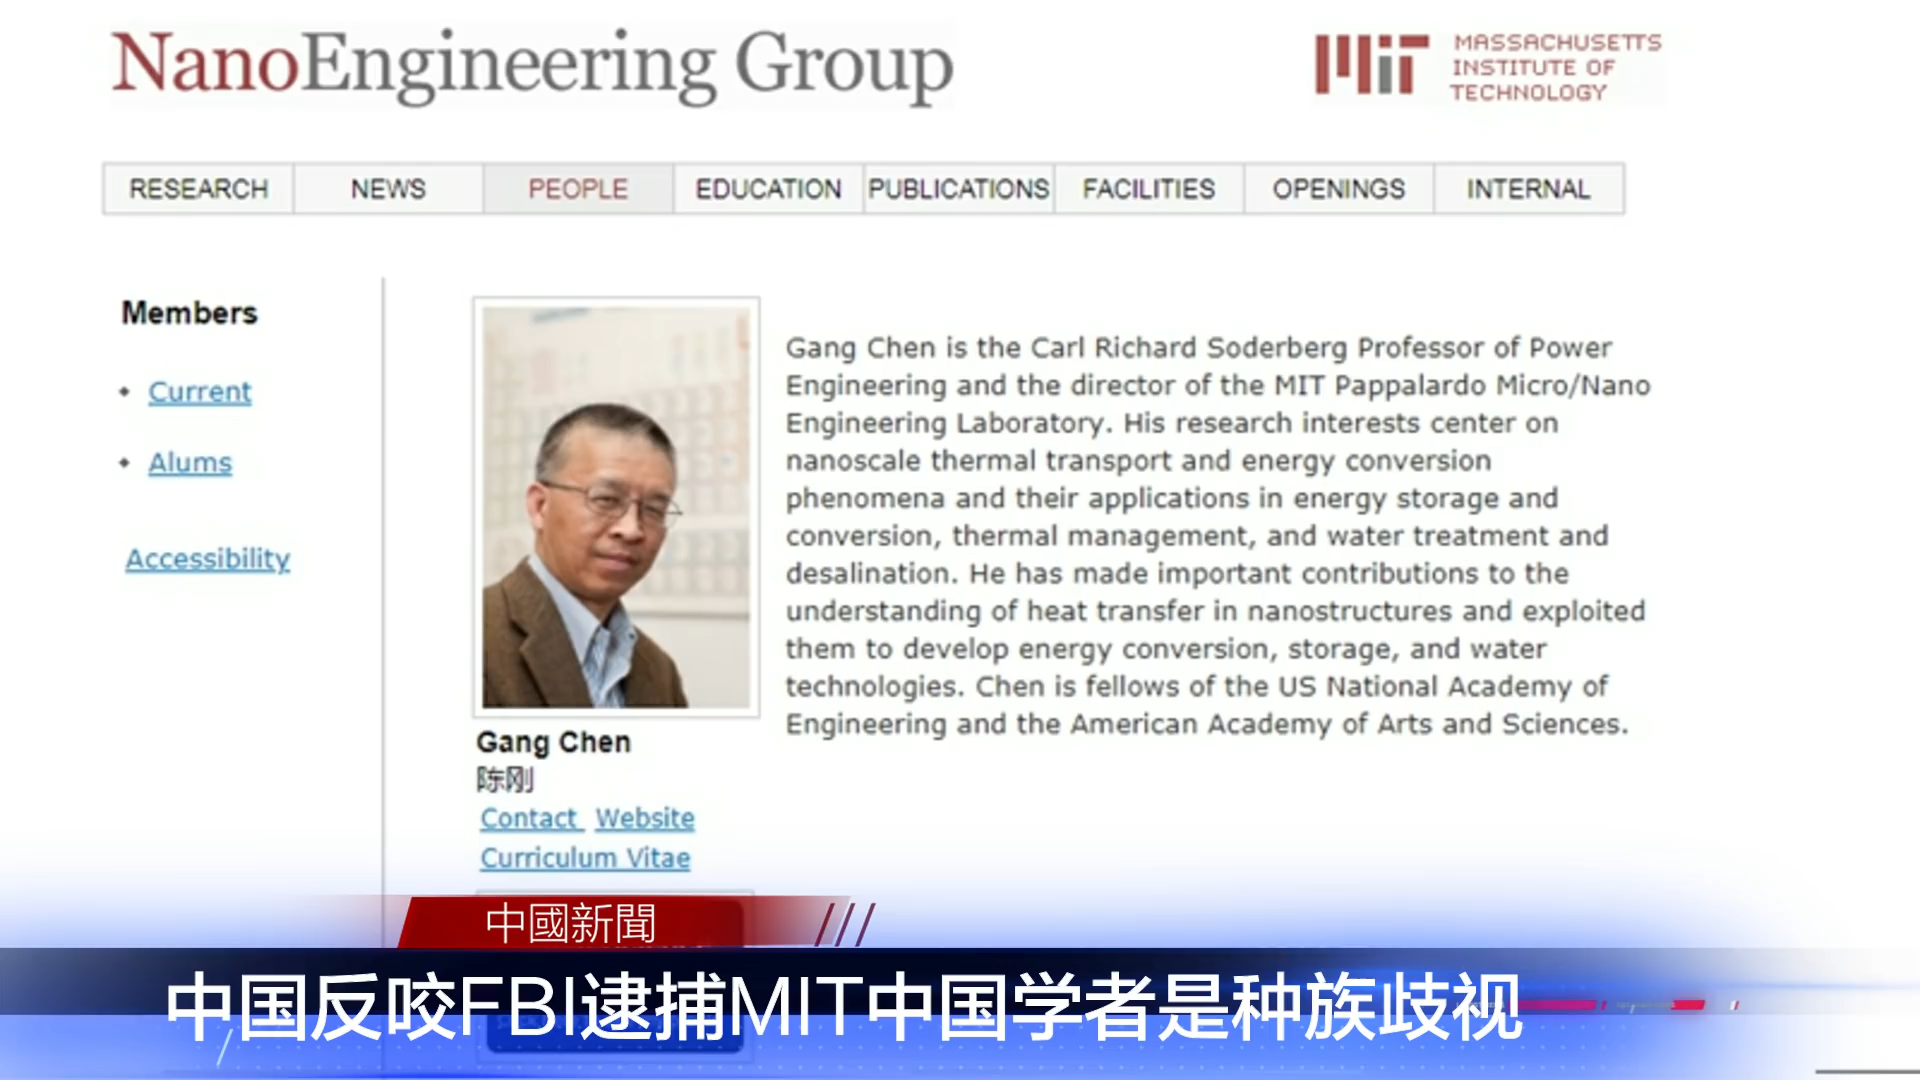 NanoEngineering Group
MiT MASSACHUSETTS
INSTITUTE OF
TECHNOLOGY
RESEARCH NEWS PEOPLE EDUCATION PUBLICATIONS FACILITIES OPENINGS INTERNAL
Members
Current
Alums
Accessibility
Gang Chen is the Carl Richard Soderberg Professor of Power
Engineering and the director of the MIT Pappalardo Micro/Nano
Engineering Laboratory. His research interests center on
nanoscale thermal transport and energy conversion
phenomena and their applications in energy storage and
conversion, thermal management, and water treatment and
desalination. He has made important contributions to the
understanding of heat transfer in nanostructures and exploited
them to develop energy conversion, storage, and water
technologies. Chen is fellows of the US National Academy of
Engineering and the American Academy of Arts and Sciences.
Gang Chen
陈刚
Contact Website
Curriculum Vitae
中國新聞
中国反咬FBI逮捕MIT中国学者是种族歧视